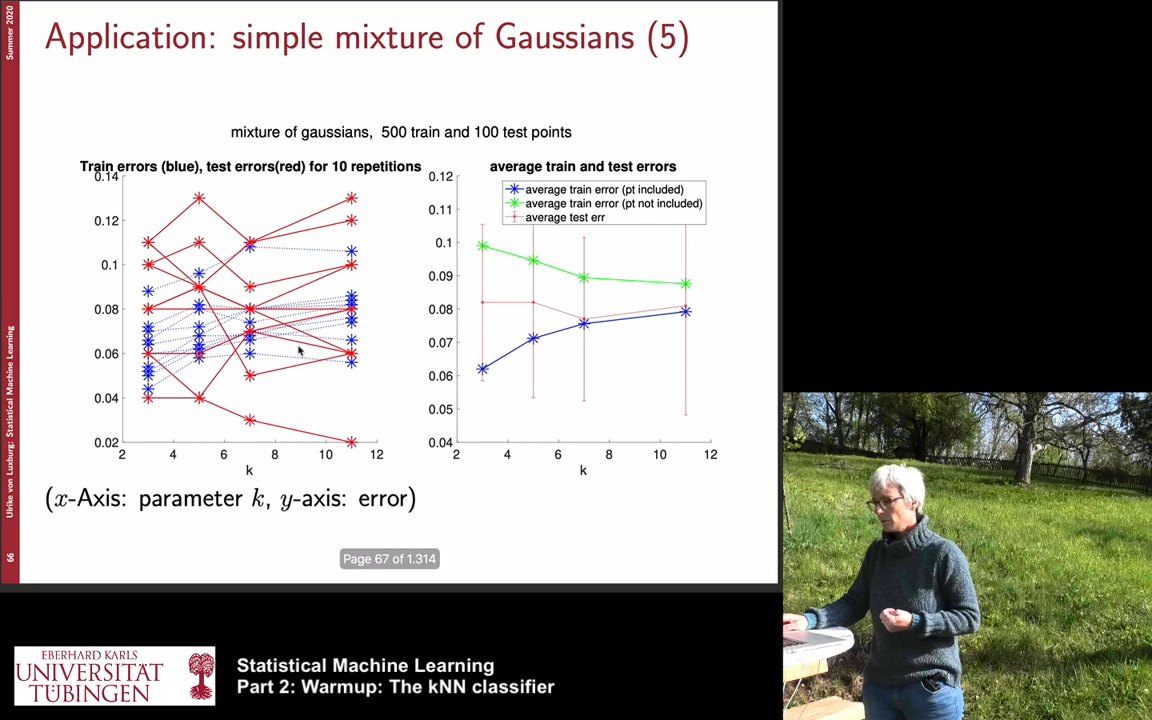 Summer 2020
Ulrike von Luxburg: Statistical Machine Learning
66
Application: simple mixture of Gaussians (5)
mixture of gaussians, 500 train and 100 test points
Train errors (blue), test errors(red) for 10 repetitions
0.14
0.12
0.1
0.08
0.06
0.04
0.02
2 4 6 8 10 12
k
average train and test errors
average train error (pt included)
average train error (pt not included)
average test err
0.12
0.11
0.1
0.09
0.08
0.07
0.06
0.05
0.04
2 4 6 8 10 12
k
(x-Axis: parameter k, y-axis: error)
Page 67 of 1.314
EBERHARD KARLS
UNIVERSITÄT
TÜBINGEN
Statistical Machine Learning
Part 2: Warmup: The kNN classifier